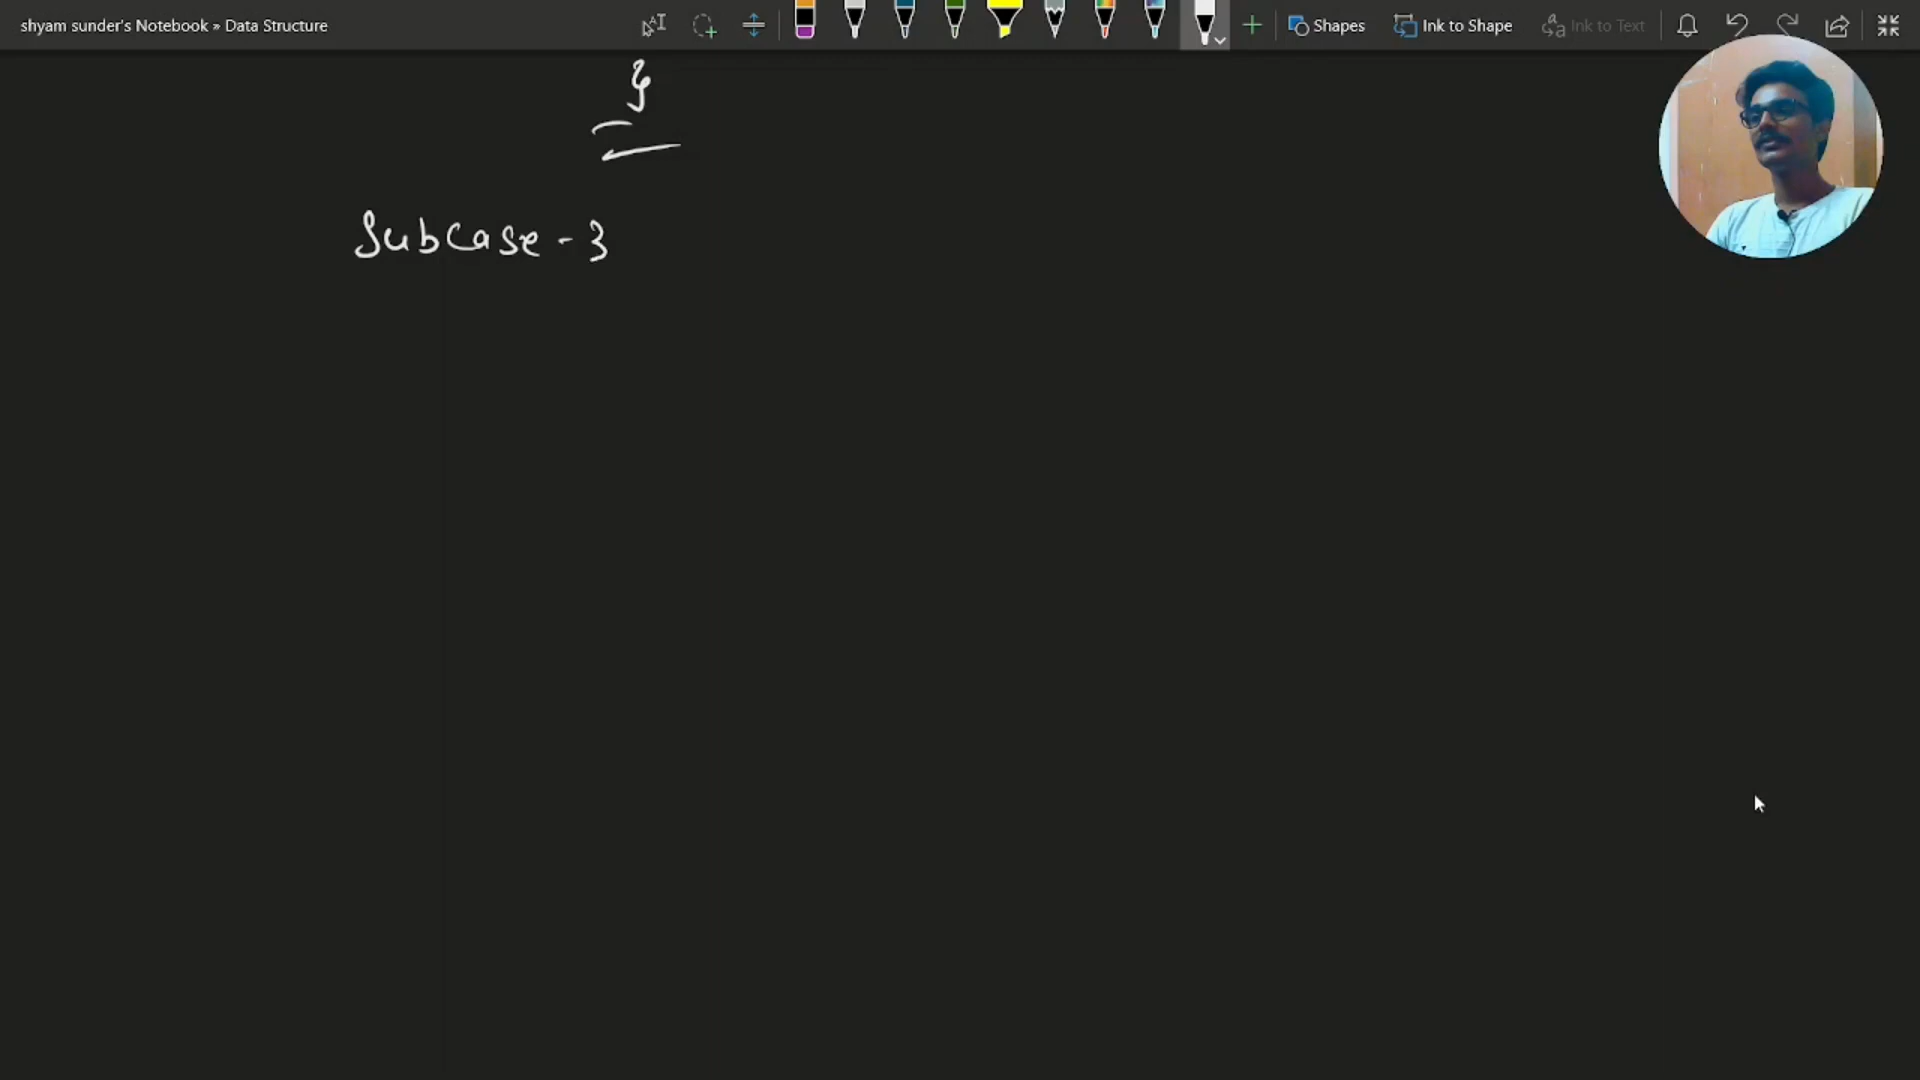 shyam sunder's Notebook » Data Structure
Shapes
Ink to Shape
Ink to Text
}
Subcase - 3